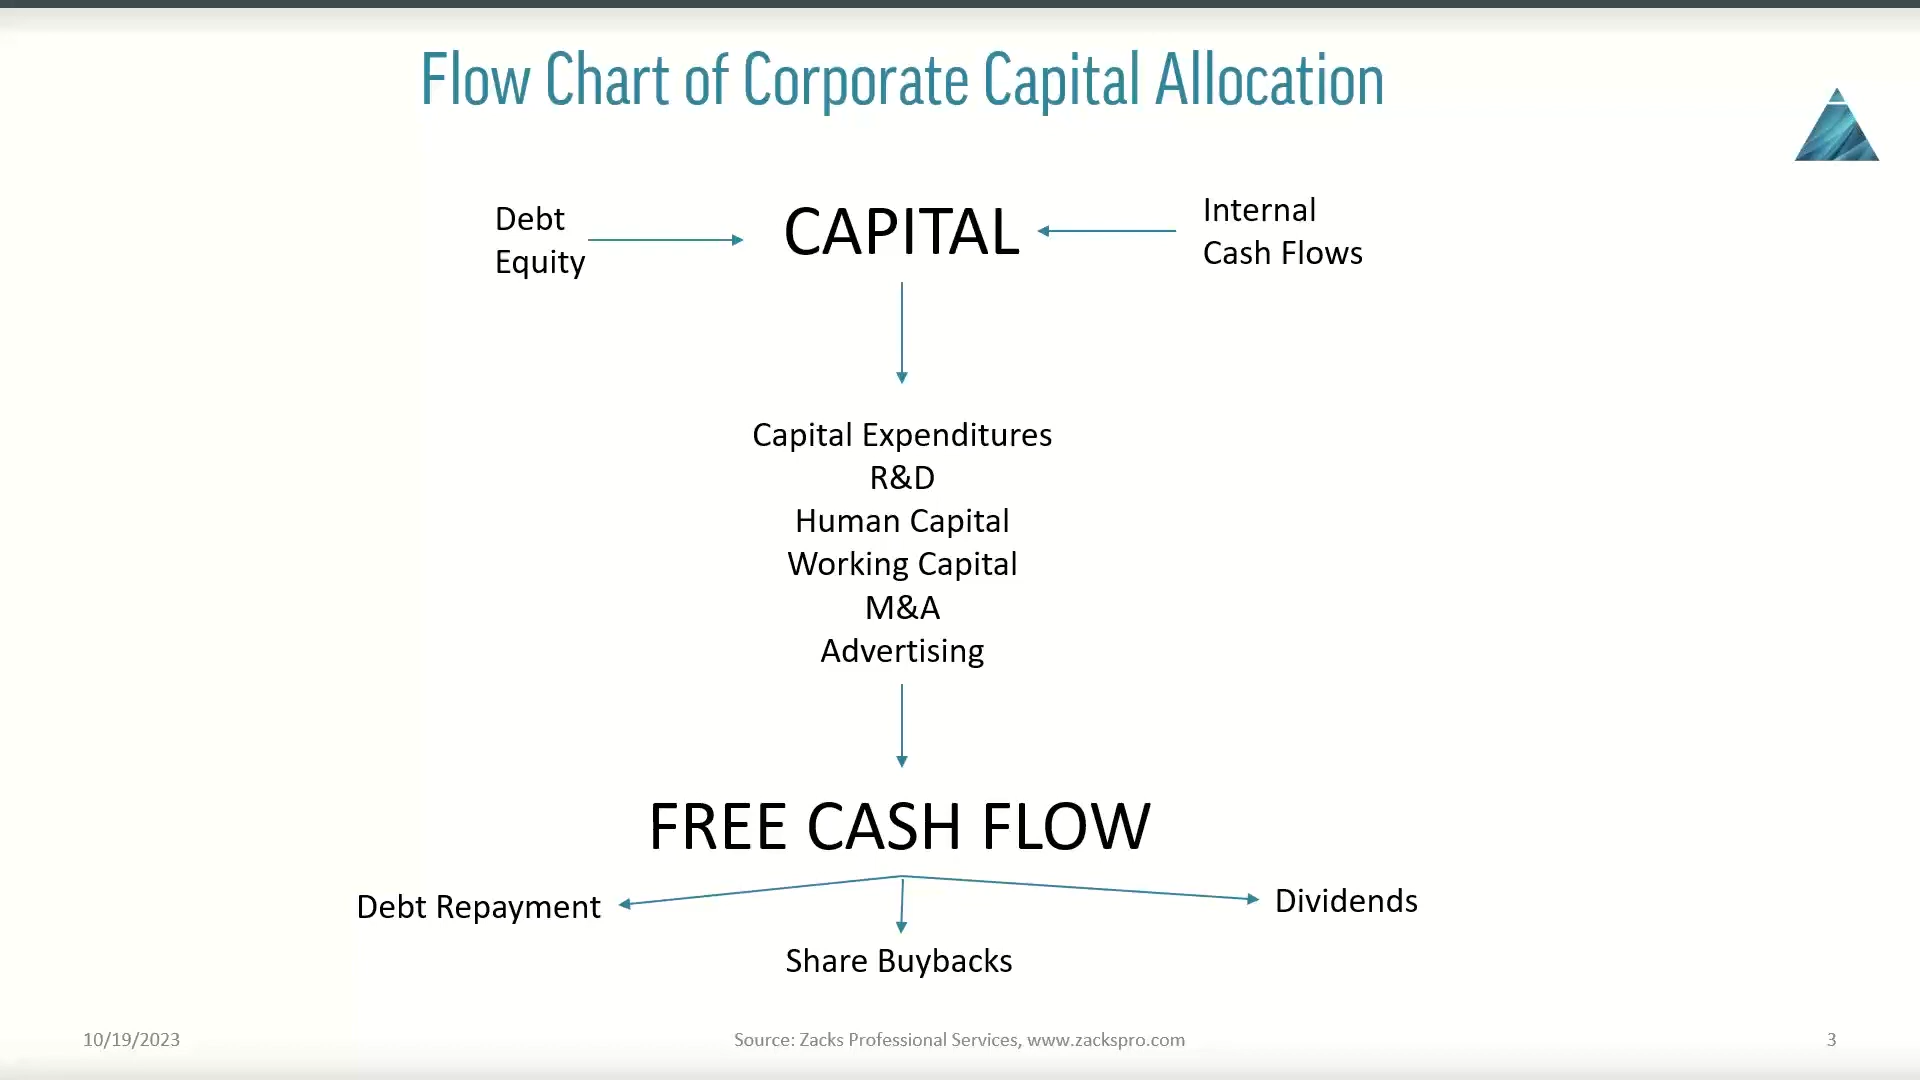 Flow Chart of Corporate Capital Allocation
Debt
Equity
CAPITAL
Internal
Cash Flows
Capital Expenditures
R&D
Human Capital
Working Capital
M&A
Advertising
FREE CASH FLOW
Debt Repayment
Share Buybacks
Dividends
10/19/2023
Source: Zacks Professional Services, www.zackspro.com
3